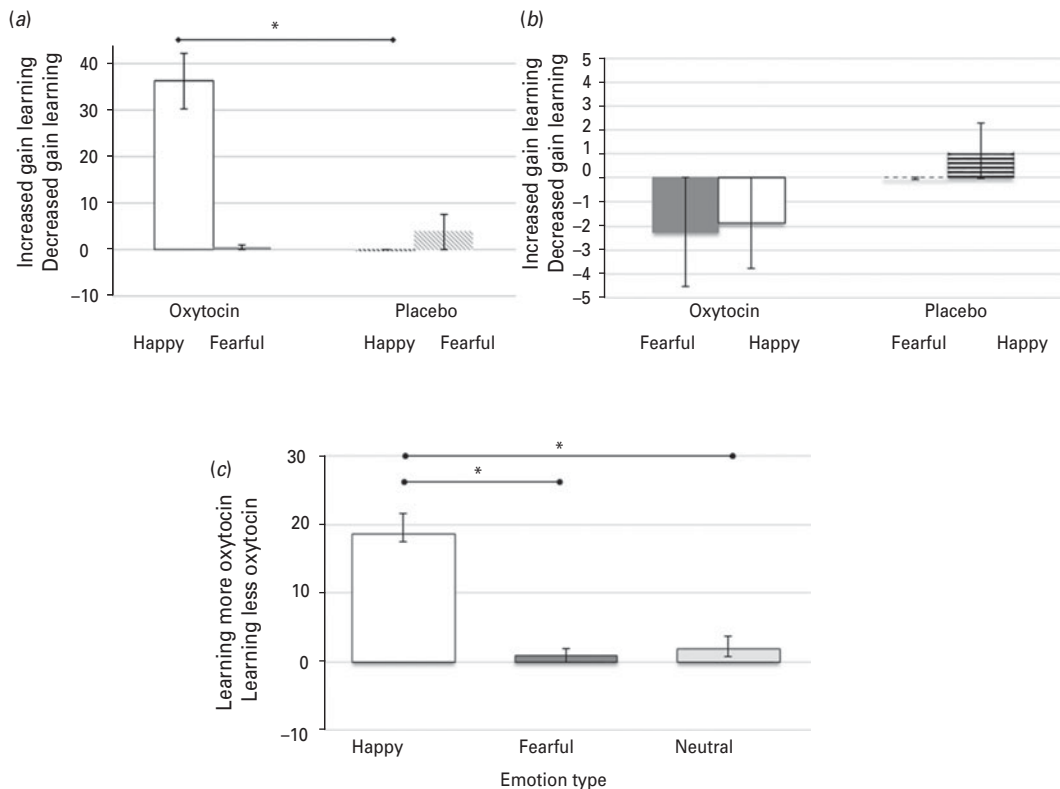 (a)
*
Increased gain learning
Decreased gain learning
40
30
20
10
0
−10
Oxytocin
Placebo
Happy
Fearful
Happy
Fearful
(b)
Increased gain learning
Decreased gain learning
5
4
3
2
1
0
−1
−2
−3
−4
−5
Oxytocin
Placebo
Fearful
Happy
Fearful
Happy
(c)
*
*
Learning more oxytocin
Learning less oxytocin
30
20
10
0
−10
Happy
Fearful
Neutral
Emotion type